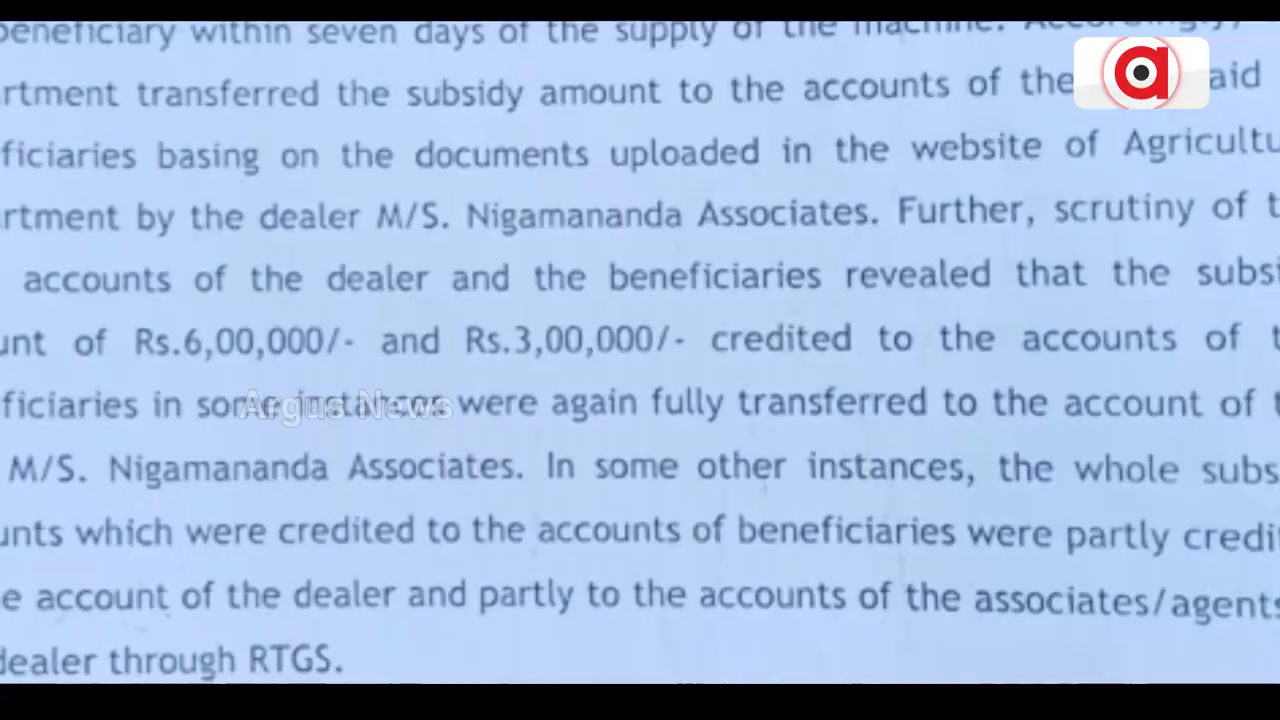 beneficiary within seven days of the supply of the machine. Accordingly,
rtment transferred the subsidy amount to the accounts of the aid
ficiaries basing on the documents uploaded in the website of Agricultu
artment by the dealer M/S. Nigamananda Associates. Further, scrutiny of t
accounts of the dealer and the beneficiaries revealed that the subsi
unt of Rs.6,00,000/- and Rs.3,00,000/- credited to the accounts of t
ficiaries in some instances were again fully transferred to the account of t
Argus News
M/S. Nigamananda Associates. In some other instances, the whole subs
unts which were credited to the accounts of beneficiaries were partly credi
e account of the dealer and partly to the accounts of the associates/agents
dealer through RTGS.